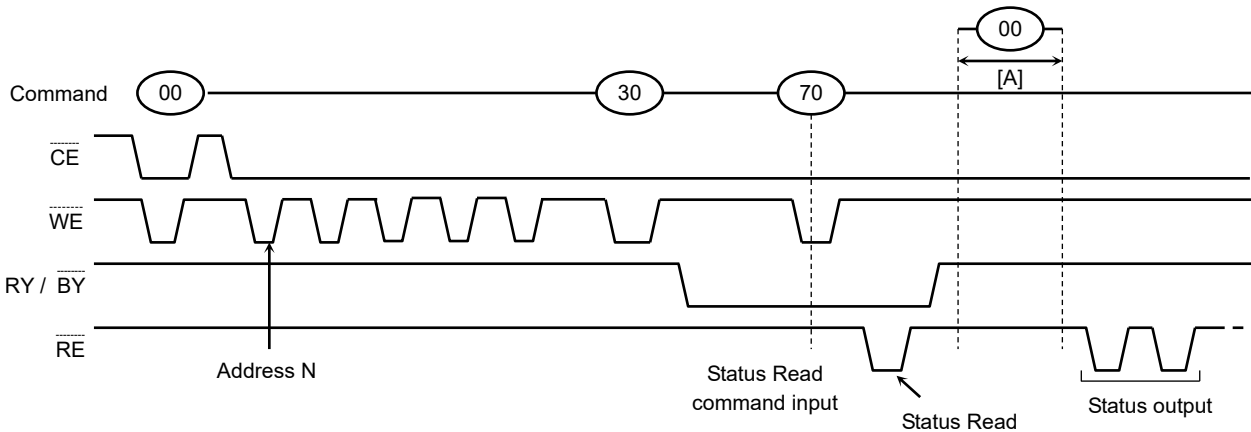 00
[A]
Command 00 30 70
CE
WE
RY / BY
RE
Address N
Status Read
command input
Status Read
Status output